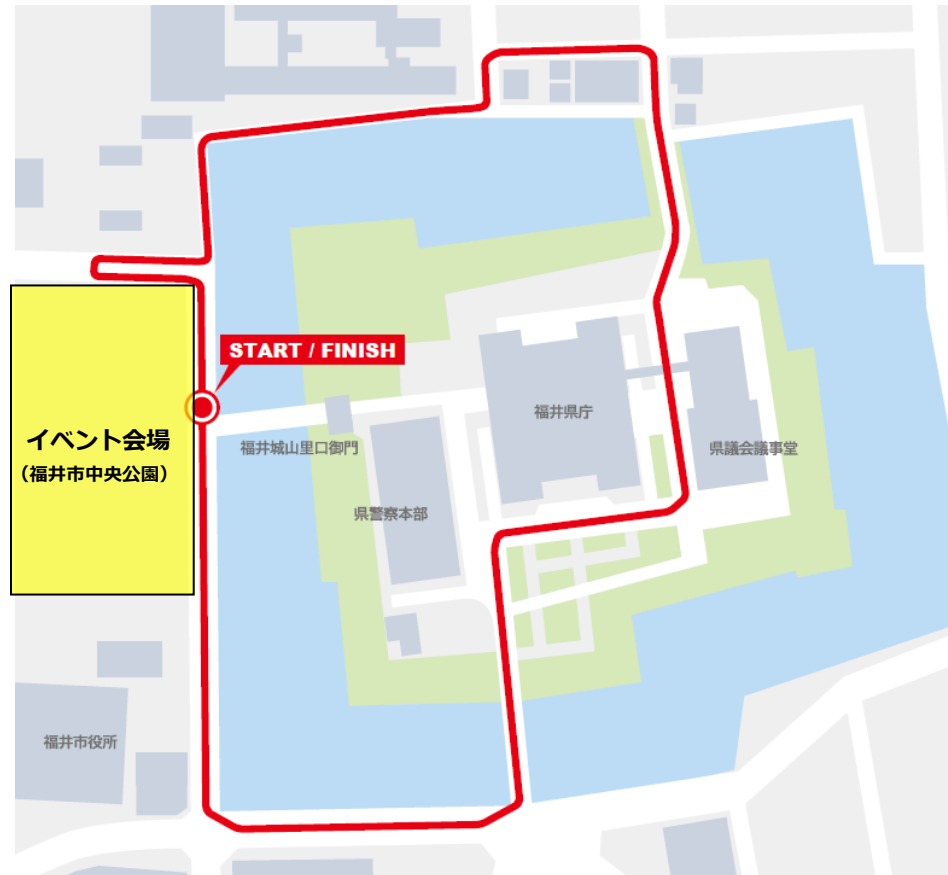 START / FINISH
イベント会場
（福井市中央公園）
福井県庁
福井城山里口御門
県議会議事堂
県警察本部
福井市役所